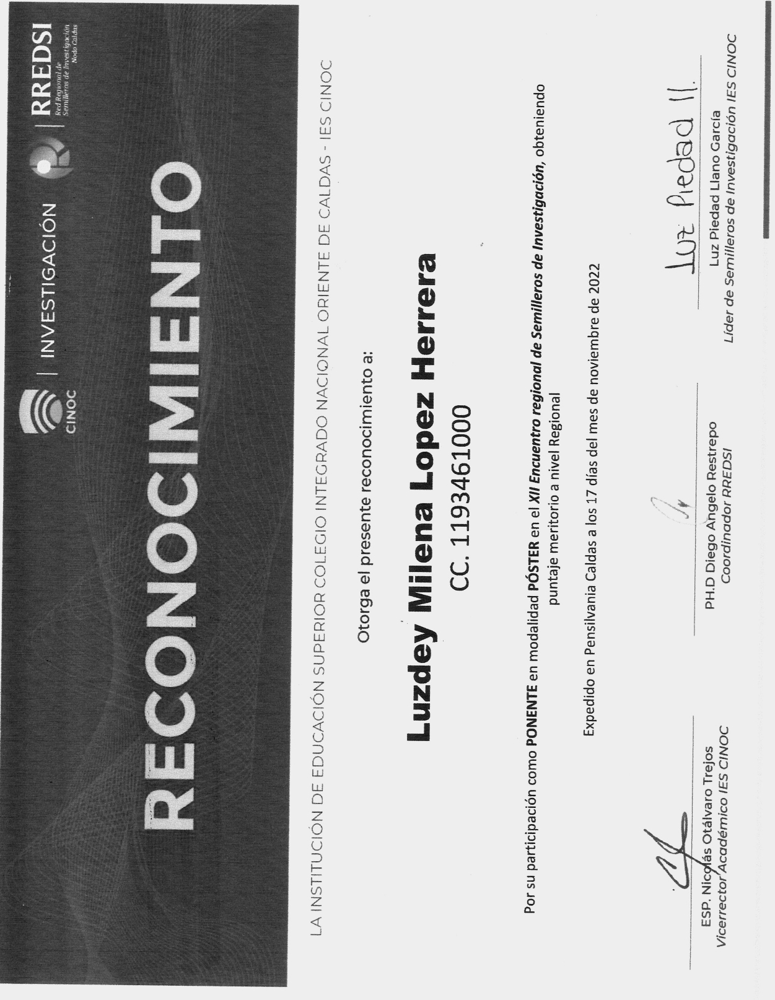 CINOC
| INVESTIGACIÓN
| RREDSI
Red Regional de
Semilleros de Investigación
Nodo Caldas
RECONOCIMIENTO
LA INSTITUCIÓN DE EDUCACIÓN SUPERIOR COLEGIO INTEGRADO NACIONAL ORIENTE DE CALDAS - IES CINOC
Otorga el presente reconocimiento a:
Luzdey Milena Lopez Herrera
CC. 1193461000
Por su participación como PONENTE en modalidad PÓSTER en el XII Encuentro regional de Semilleros de Investigación, obteniendo
puntaje meritorio a nivel Regional
Expedido en Pensilvania Caldas a los 17 días del mes de noviembre de 2022
ESP. Nicolás Otálvaro Trejos
Vicerrector Académico IES CINOC
PH.D Diego Angelo Restrepo
Coordinador RREDSI
Luz Piedad Ll.
Luz Piedad Llano García
Líder de Semilleros de Investigación IES CINOC